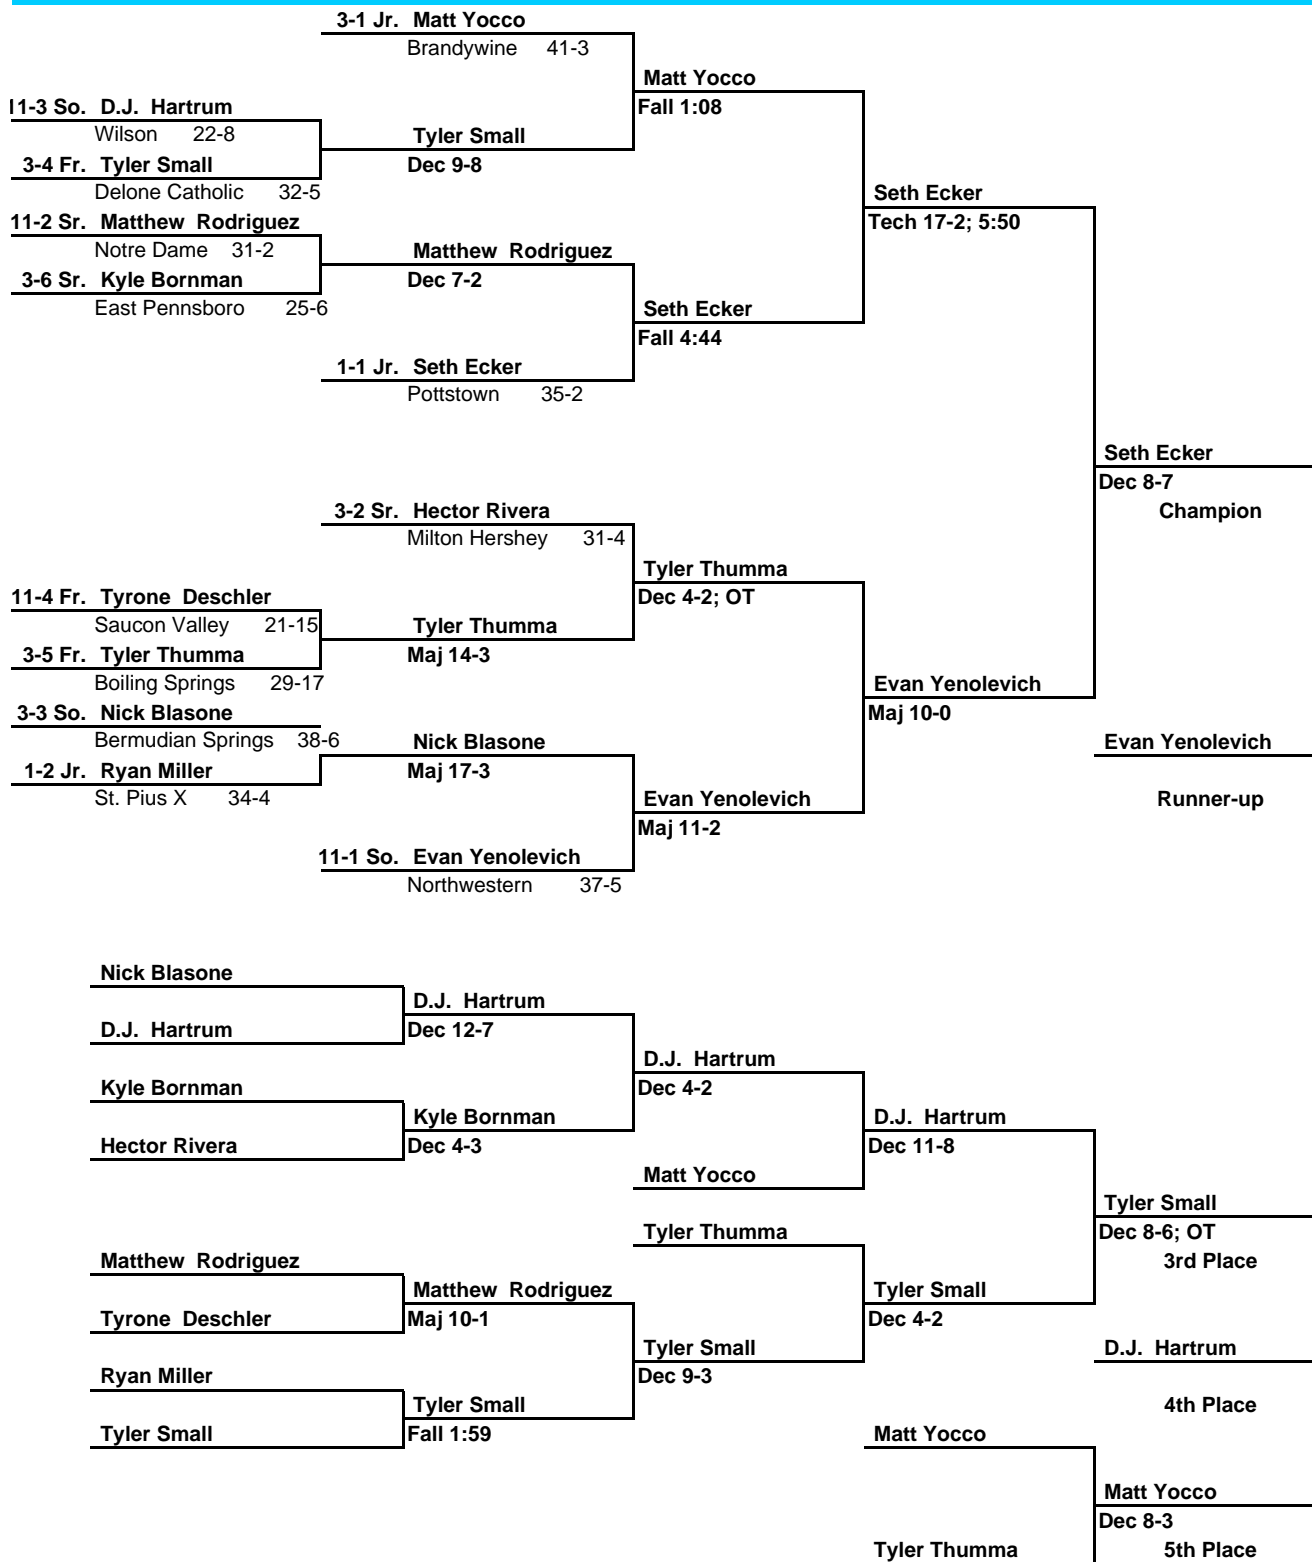 3-1 Jr. Matt Yocco
Brandywine 41-3
Matt Yocco
11-3 So. D.J. Hartrum
Fall 1:08
Wilson 22-8
Tyler Small
3-4 Fr. Tyler Small
Dec 9-8
Delone Catholic 32-5
Seth Ecker
11-2 Sr. Matthew Rodriguez
Tech 17-2; 5:50
Notre Dame 31-2
Matthew Rodriguez
3-6 Sr. Kyle Bornman
Dec 7-2
East Pennsboro 25-6
Seth Ecker
Fall 4:44
1-1 Jr. Seth Ecker
Pottstown 35-2
Seth Ecker
Dec 8-7
Champion
3-2 Sr. Hector Rivera
Milton Hershey 31-4
Tyler Thumma
11-4 Fr. Tyrone Deschler
Dec 4-2; OT
Saucon Valley 21-15
Tyler Thumma
3-5 Fr. Tyler Thumma
Maj 14-3
Boiling Springs 29-17
Evan Yenolevich
3-3 So. Nick Blasone
Maj 10-0
Bermudian Springs 38-6
Nick Blasone
Evan Yenolevich
1-2 Jr. Ryan Miller
Maj 17-3
St. Pius X 34-4
Evan Yenolevich
Runner-up
Maj 11-2
11-1 So. Evan Yenolevich
Northwestern 37-5
Nick Blasone
D.J. Hartrum
D.J. Hartrum
Dec 12-7
D.J. Hartrum
Kyle Bornman
Dec 4-2
Kyle Bornman
D.J. Hartrum
Hector Rivera
Dec 4-3
Dec 11-8
Matt Yocco
Tyler Small
Tyler Thumma
Dec 8-6; OT
Matthew Rodriguez
3rd Place
Matthew Rodriguez
Tyler Small
Tyrone Deschler
Maj 10-1
Dec 4-2
Tyler Small
D.J. Hartrum
Ryan Miller
Dec 9-3
Tyler Small
4th Place
Tyler Small
Fall 1:59
Matt Yocco
Matt Yocco
Dec 8-3
Tyler Thumma
5th Place